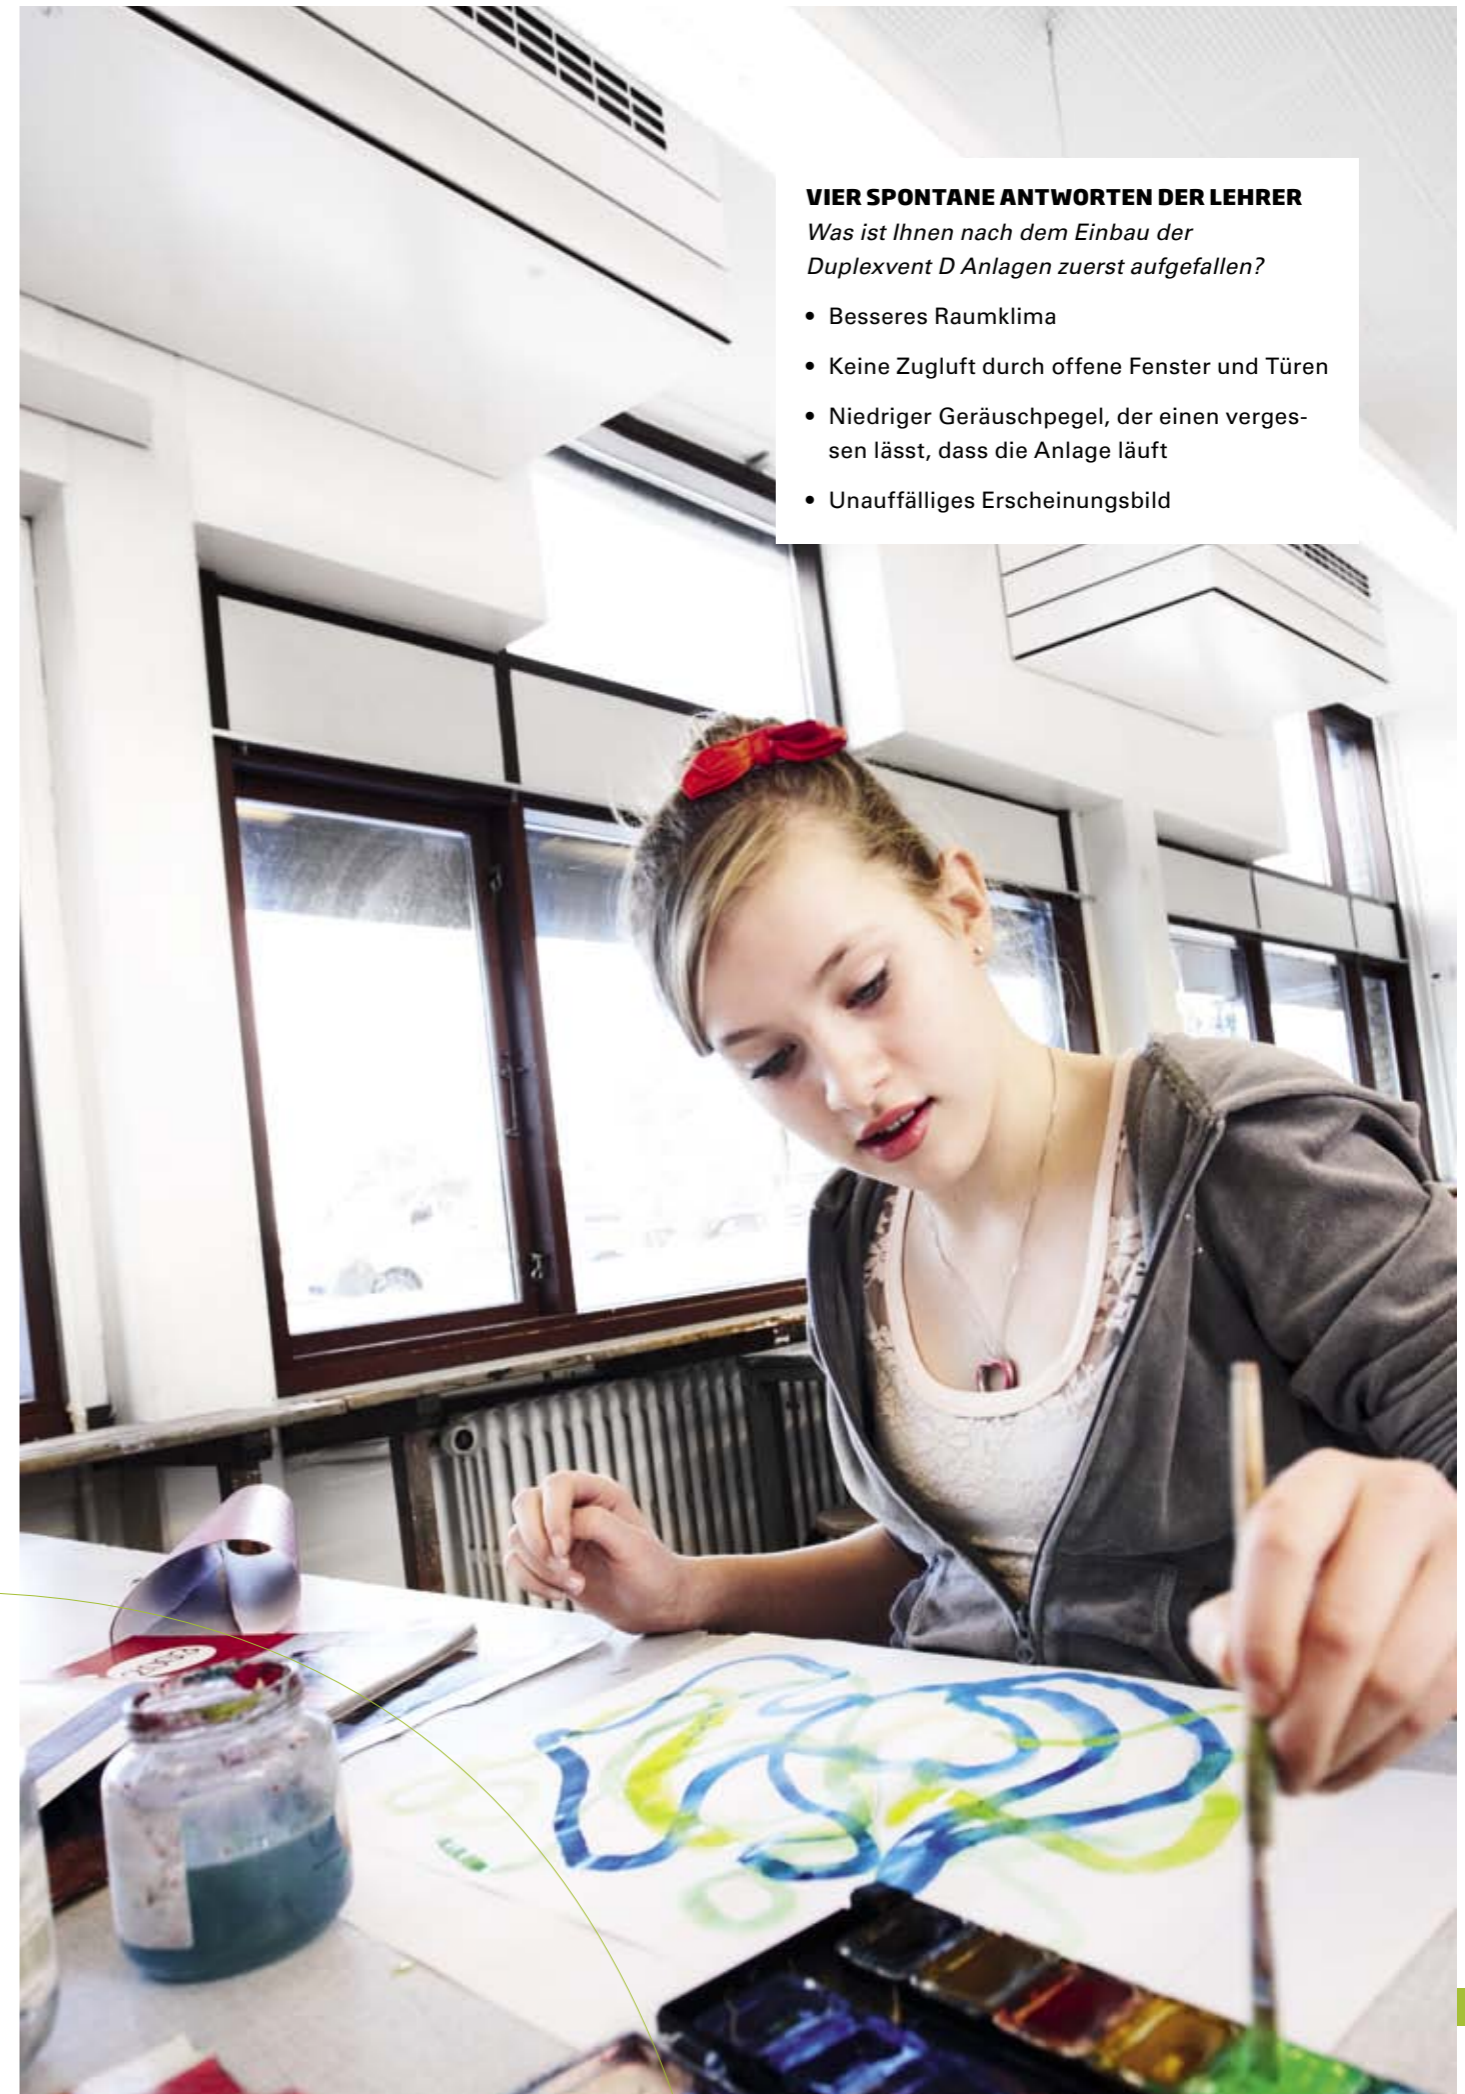 VIER SPONTANE ANTWORTEN DER LEHRER
Was ist Ihnen nach dem Einbau der
Duplexvent D Anlagen zuerst aufgefallen?
• Besseres Raumklima
• Keine Zugluft durch offene Fenster und Türen
• Niedriger Geräuschpegel, der einen verges-
sen lässt, dass die Anlage läuft
• Unauffälliges Erscheinungsbild